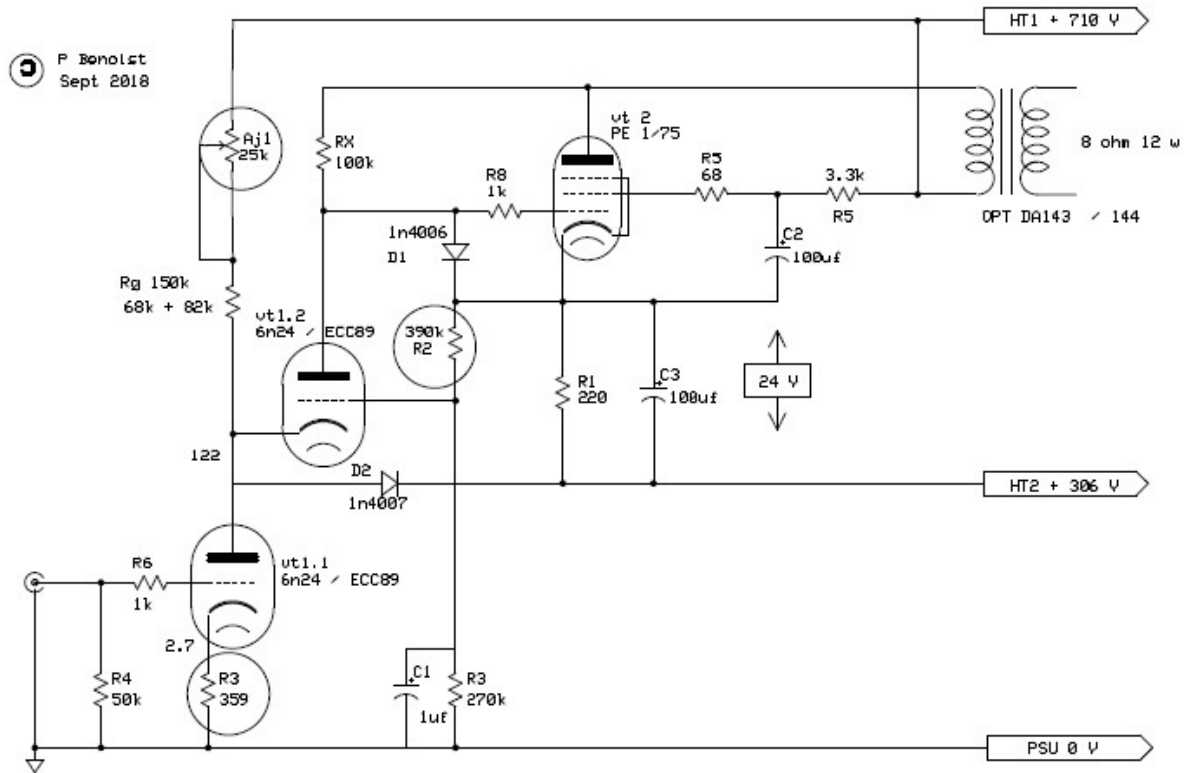 HT1 + 710 V
P Benoist
Sept 2018
Aj1
25k
RX
100k
vt 2
PE 1/75
8 ohm 12 w
R8
1k
R5
68
3.3k
R5
OPT DA143 / 144
1n4006
D1
C2
100uf
Rg 150k
68k + 82k
vt1.2
6n24 / ECC89
390k
R2
R1
220
C3
100uf
24 V
122
D2
1n4007
HT2 + 306 V
vt1.1
6n24 / ECC89
R6
1k
2.7
R4
50k
R3
359
C1
1uf
R3
270k
PSU 0 V